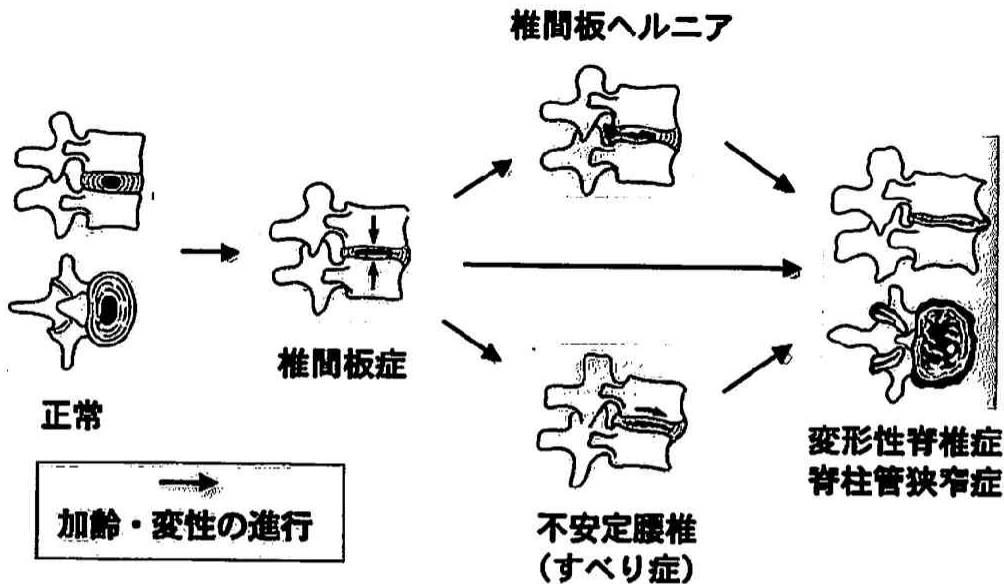 椎間板ヘルニア
椎間板症
正常
加齢・変性の進行
不安定腰椎
(すべり症)
変形性脊椎症
脊柱管狭窄症